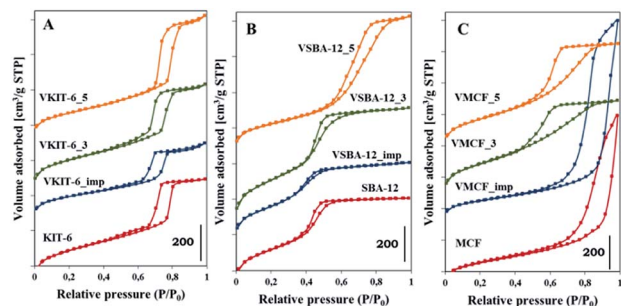 A
Volume adsorbed [cm³/g STP]
VKIT-6_5
VKIT-6_3
VKIT-6_imp
KIT-6
200
0 0,2 0,4 0,6 0,8 1
Relative pressure (P/P₀)
B
Volume adsorbed [cm³/g STP]
VSBA-12_5
VSBA-12_3
VSBA-12_imp
SBA-12
200
0 0,2 0,4 0,6 0,8 1
Relative pressure (P/P₀)
C
Volume adsorbed [cm³/g STP]
VMCF_5
VMCF_3
VMCF_imp
MCF
200
0 0,2 0,4 0,6 0,8 1
Relative pressure (P/P₀)